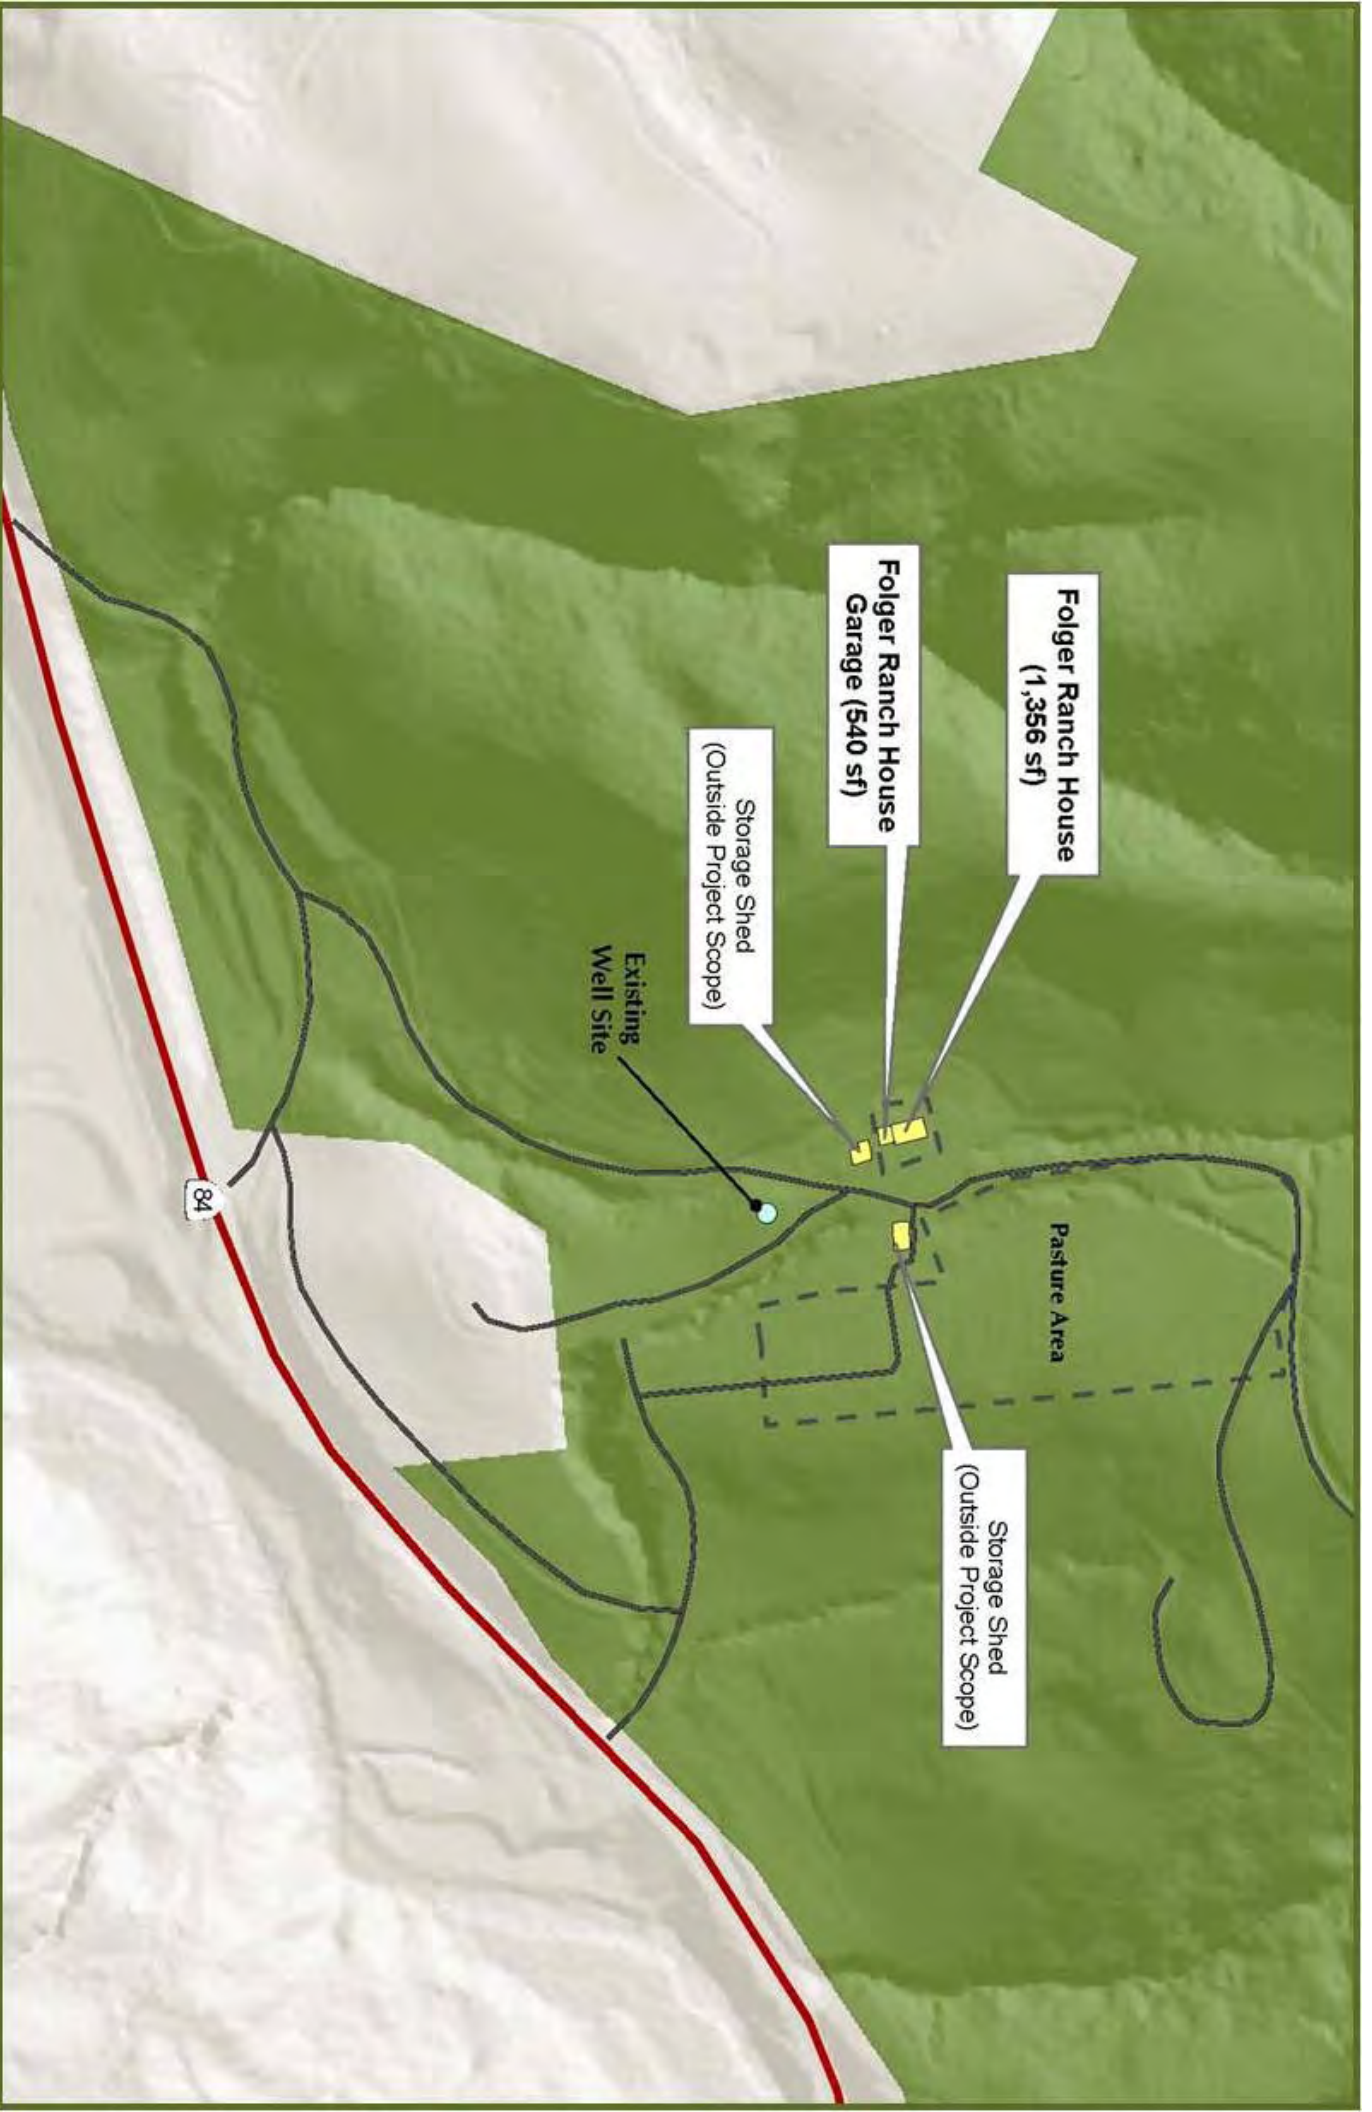 Folger Ranch House
(1,356 sf)
Folger Ranch House
Garage (540 sf)
Storage Shed
(Outside Project Scope)
Existing
Well Site
Pasture Area
Storage Shed
(Outside Project Scope)
84